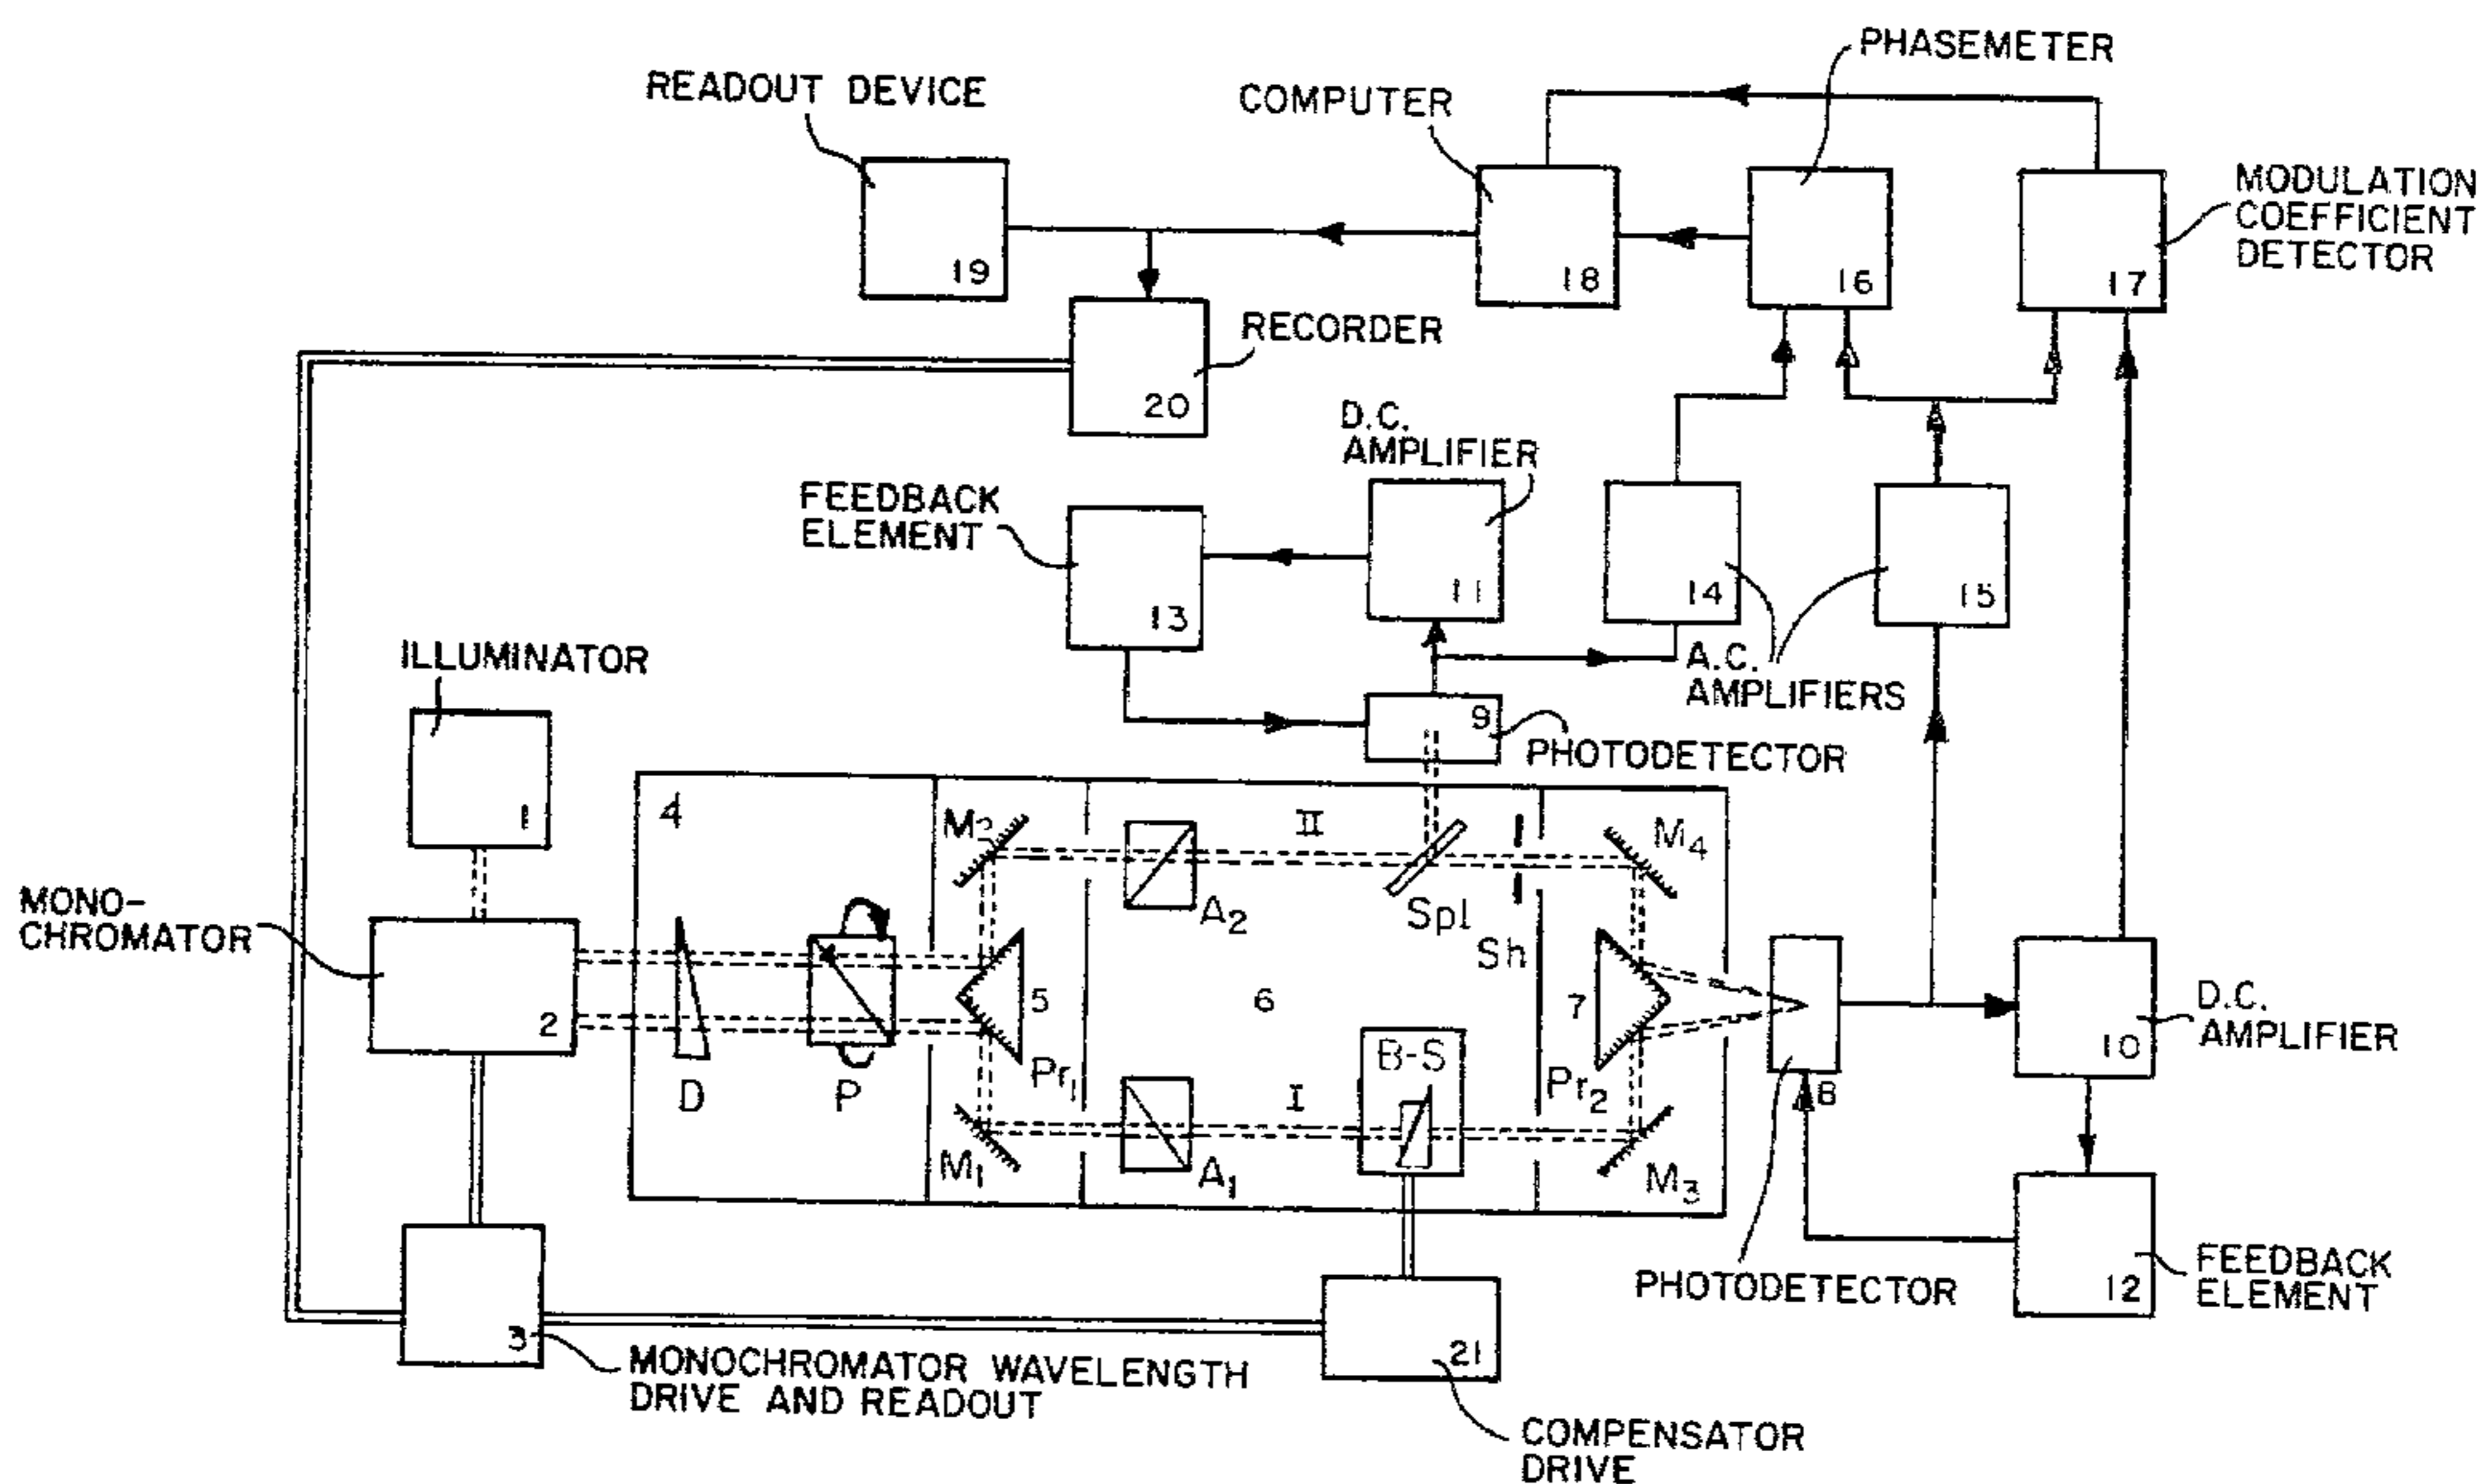 PHASEMETER
READOUT DEVICE
COMPUTER
MODULATION
COEFFICIENT
DETECTOR
19
18
16
17
RECORDER
20
D.C.
AMPLIFIER
FEEDBACK
ELEMENT
13
11
14
15
A.C.
AMPLIFIERS
ILLUMINATOR
1
9
PHOTODETECTOR
4
M2
II
M4
A2
Spl
Sh
MONO-
CHROMATOR
2
5
6
7
D
P
Pr1
I
B-S
Pr2
8
10
D.C.
AMPLIFIER
M1
A1
M3
3
21
12
PHOTODETECTOR
FEEDBACK
ELEMENT
MONOCHROMATOR WAVELENGTH
DRIVE AND READOUT
COMPENSATOR
DRIVE